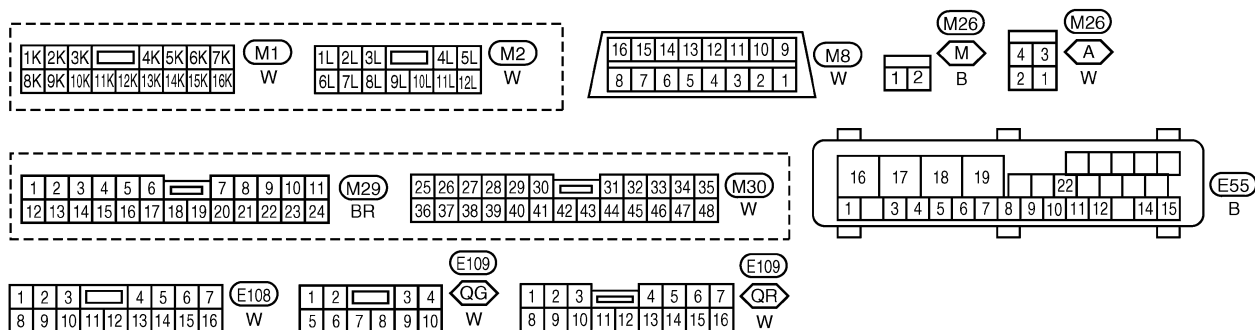 1K 2K 3K 4K 5K 6K 7K
8K 9K 10K 11K 12K 13K 14K 15K 16K
M1
W
1L 2L 3L 4L 5L
6L 7L 8L 9L 10L 11L 12L
M2
W
16 15 14 13 12 11 10 9
8 7 6 5 4 3 2 1
M8
W
M26
M
1 2
B
M26
4 3
A
2 1
W
1 2 3 4 5 6 7 8 9 10 11
12 13 14 15 16 17 18 19 20 21 22 23 24
M29
BR
25 26 27 28 29 30 31 32 33 34 35
36 37 38 39 40 41 42 43 44 45 46 47 48
M30
W
16 17 18 19 22
1 3 4 5 6 7 8 9 10 11 12 14 15
E55
B
1 2 3 4 5 6 7
8 9 10 11 12 13 14 15 16
E108
W
E109
1 2 3 4
QG
5 6 7 8 9 10
W
E109
1 2 3 4 5 6 7
QR
8 9 10 11 12 13 14 15 16
W